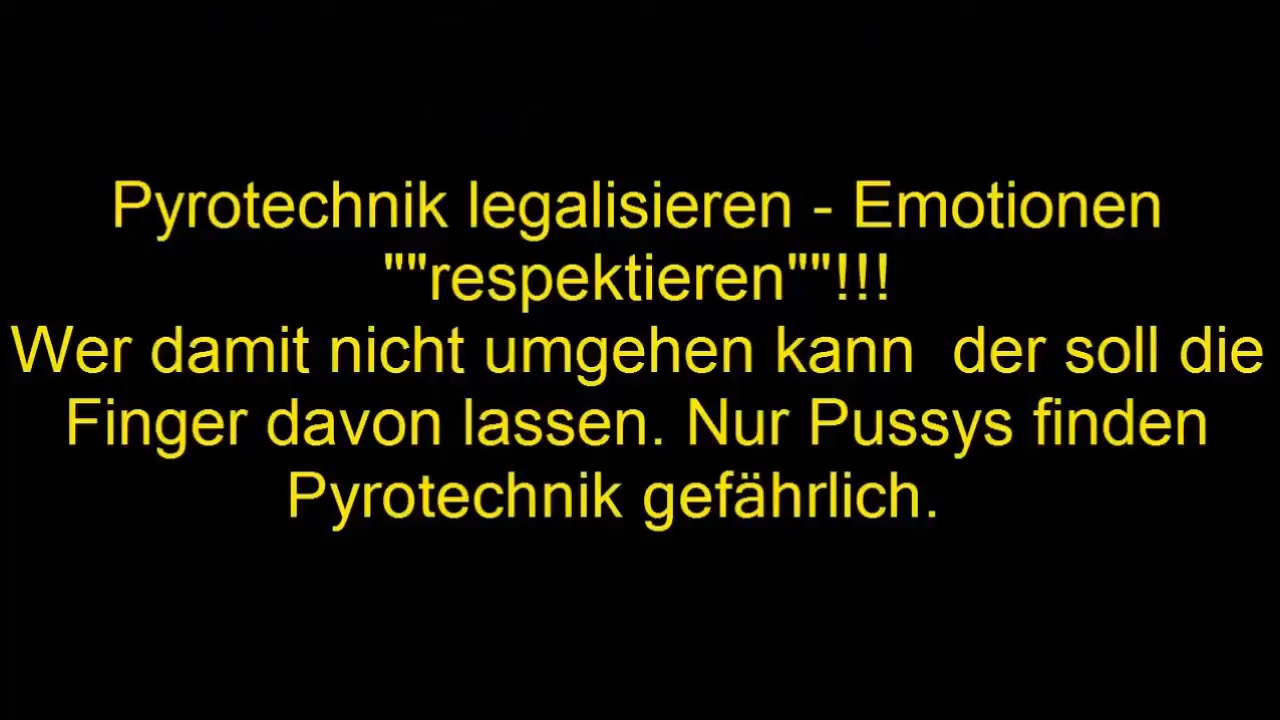 Pyrotechnik legalisieren - Emotionen
""respektieren""!!!
Wer damit nicht umgehen kann  der soll die
Finger davon lassen. Nur Pussys finden
Pyrotechnik gefährlich.